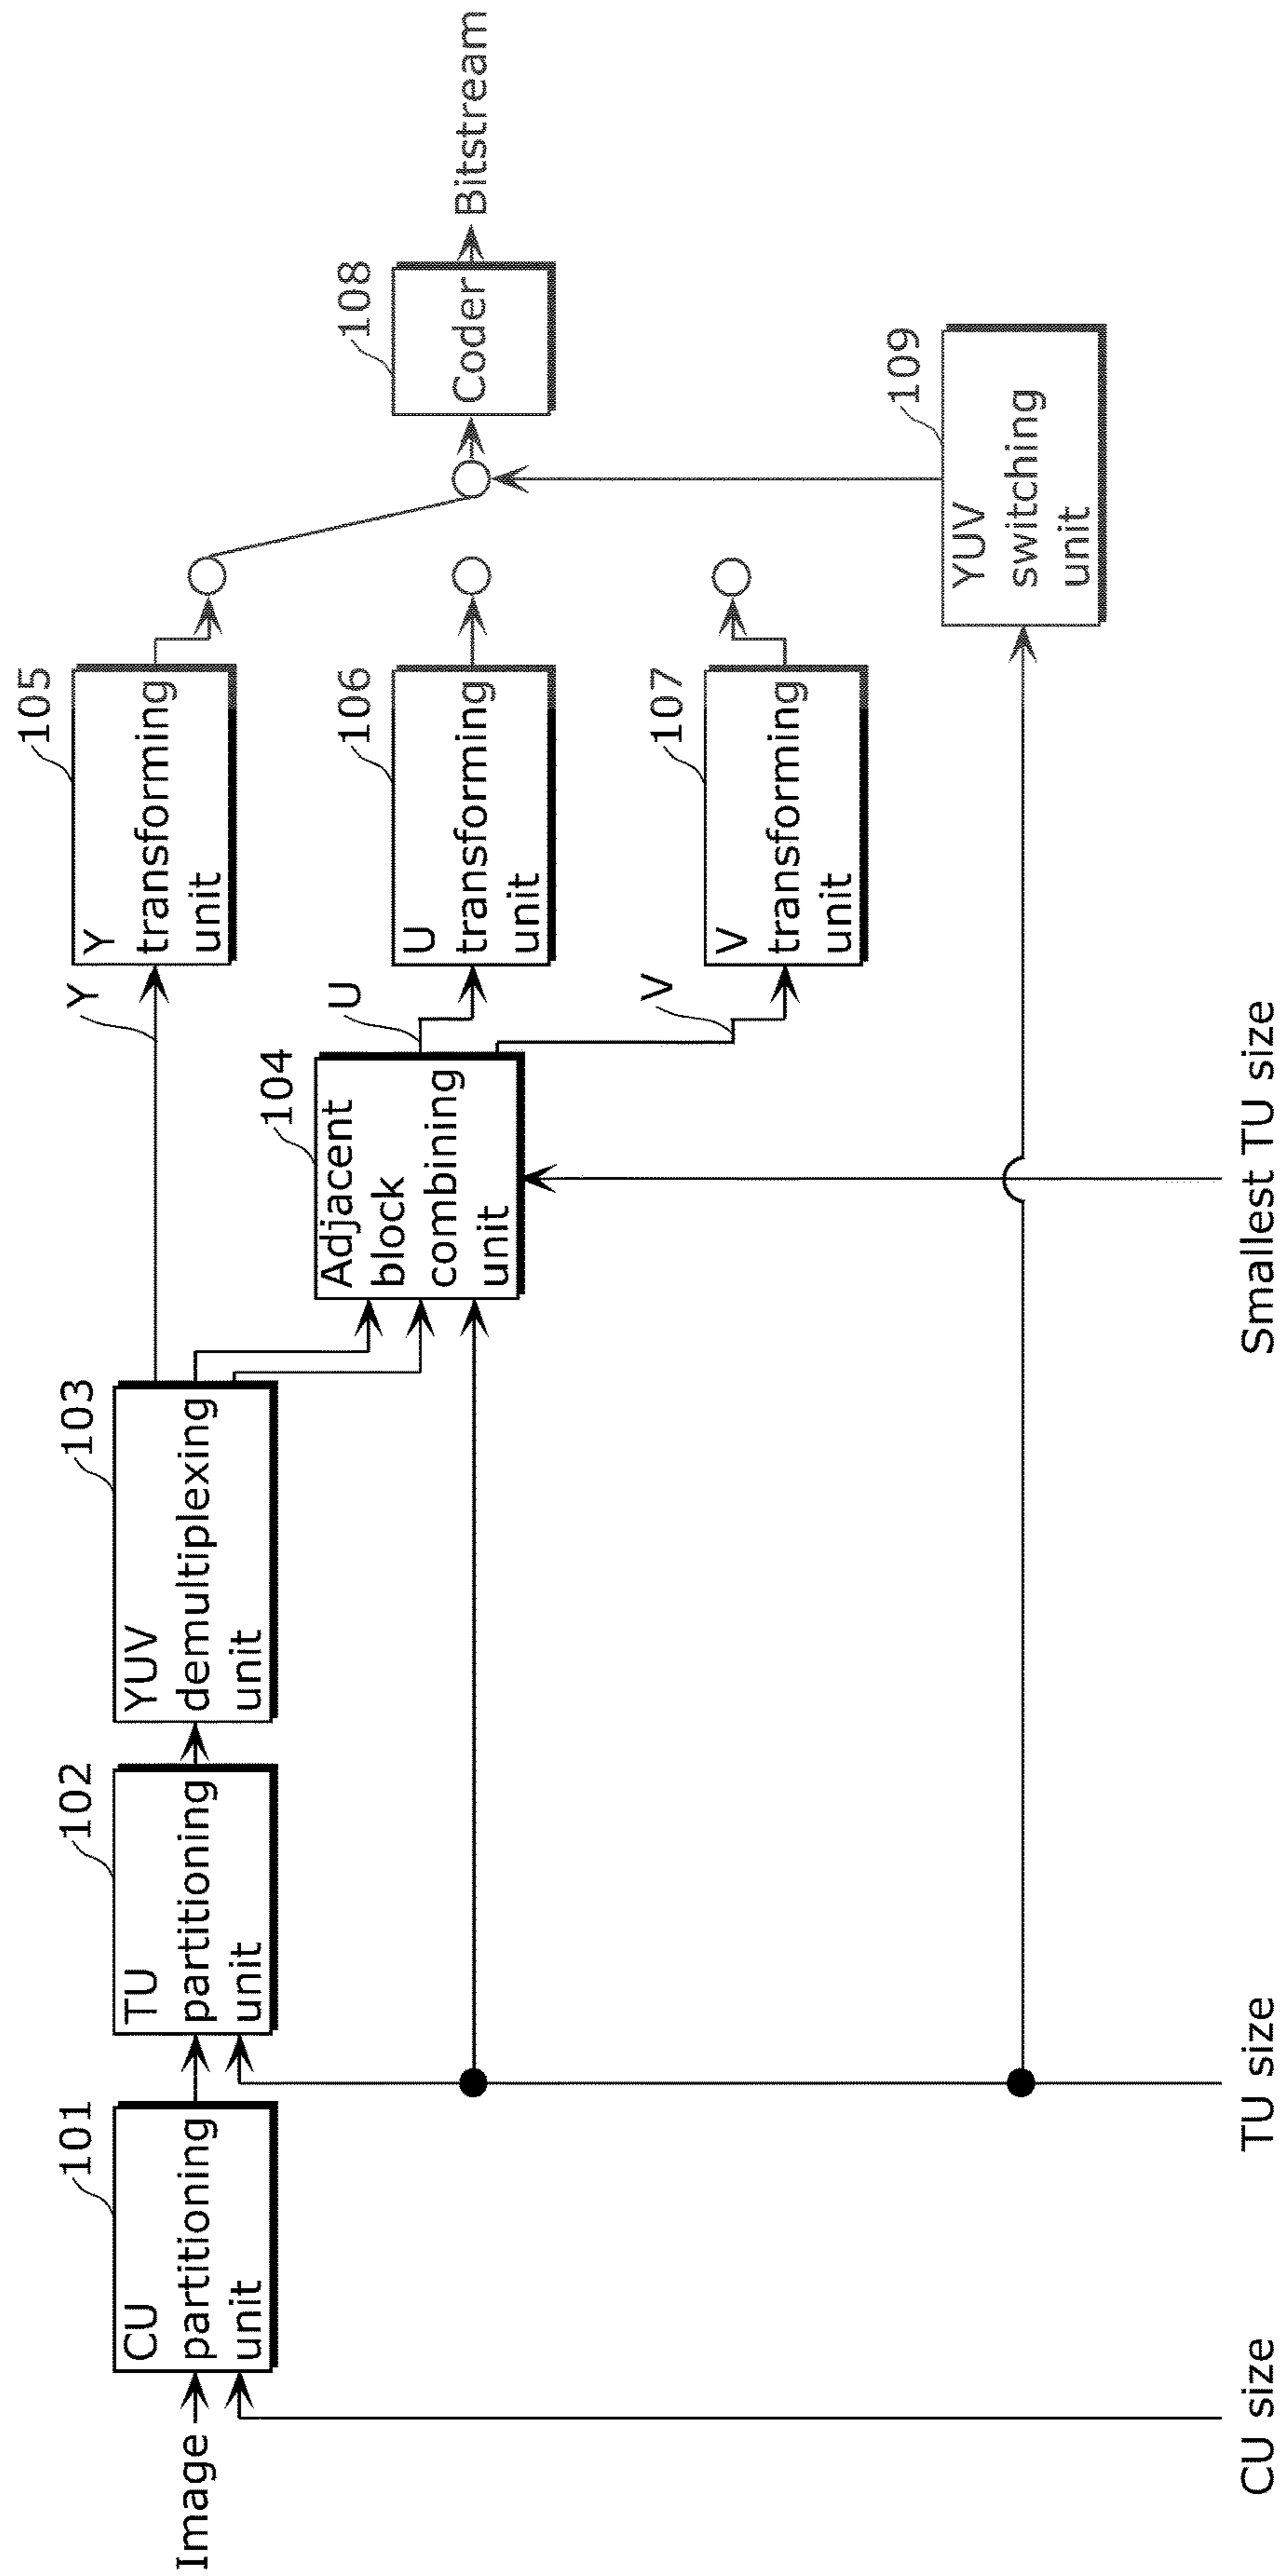 Image
CU size
101
CU
partitioning
unit
TU size
102
TU
partitioning
unit
103
YUV
demultiplexing
unit
Smallest TU size
104
Adjacent
block
combining
unit
Y
U
V
105
Y
transforming
unit
106
U
transforming
unit
107
V
transforming
unit
108
Coder
109
YUV
switching
unit
Bitstream